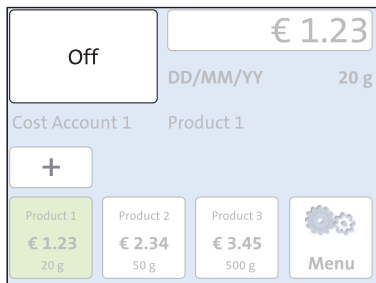 Off
€ 1.23
DD/MM/YY 20 g
Cost Account 1 Product 1
+
Product 1 Product 2 Product 3
€ 1.23 € 2.34 € 3.45 Menu
20 g 50 g 500 g